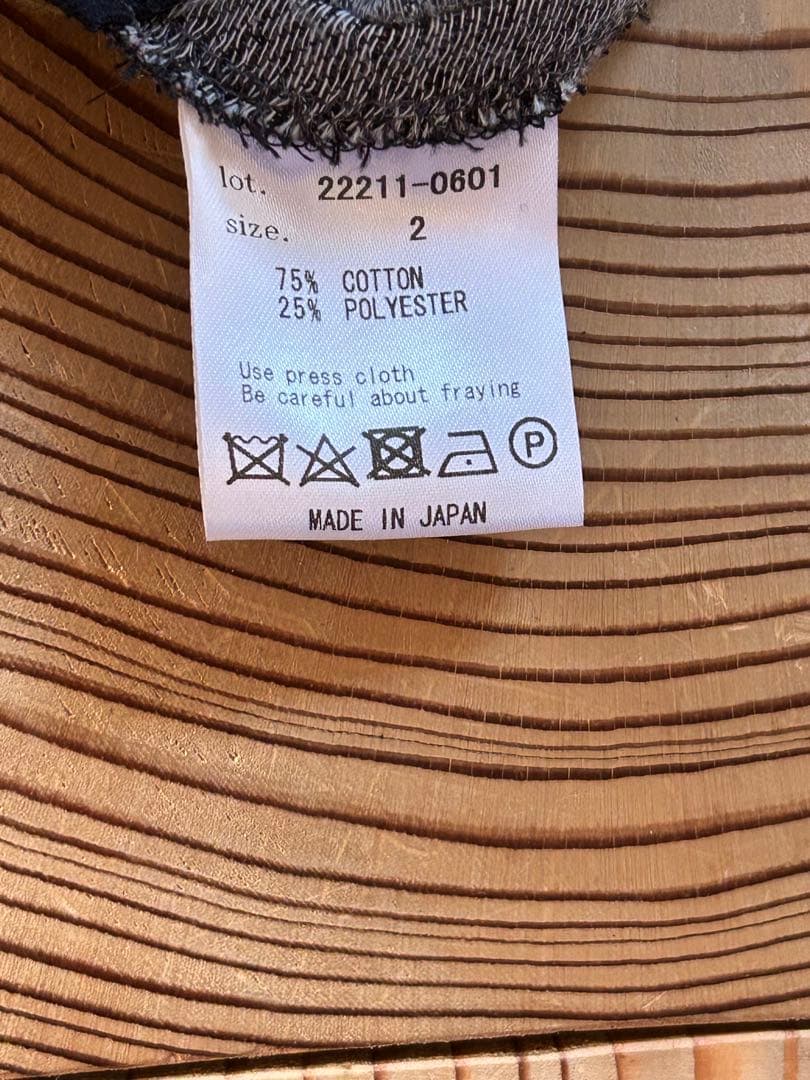 lot. 22211-0601
size. 2
75% COTTON
25% POLYESTER
Use press cloth
Be careful about fraying
P
MADE IN JAPAN